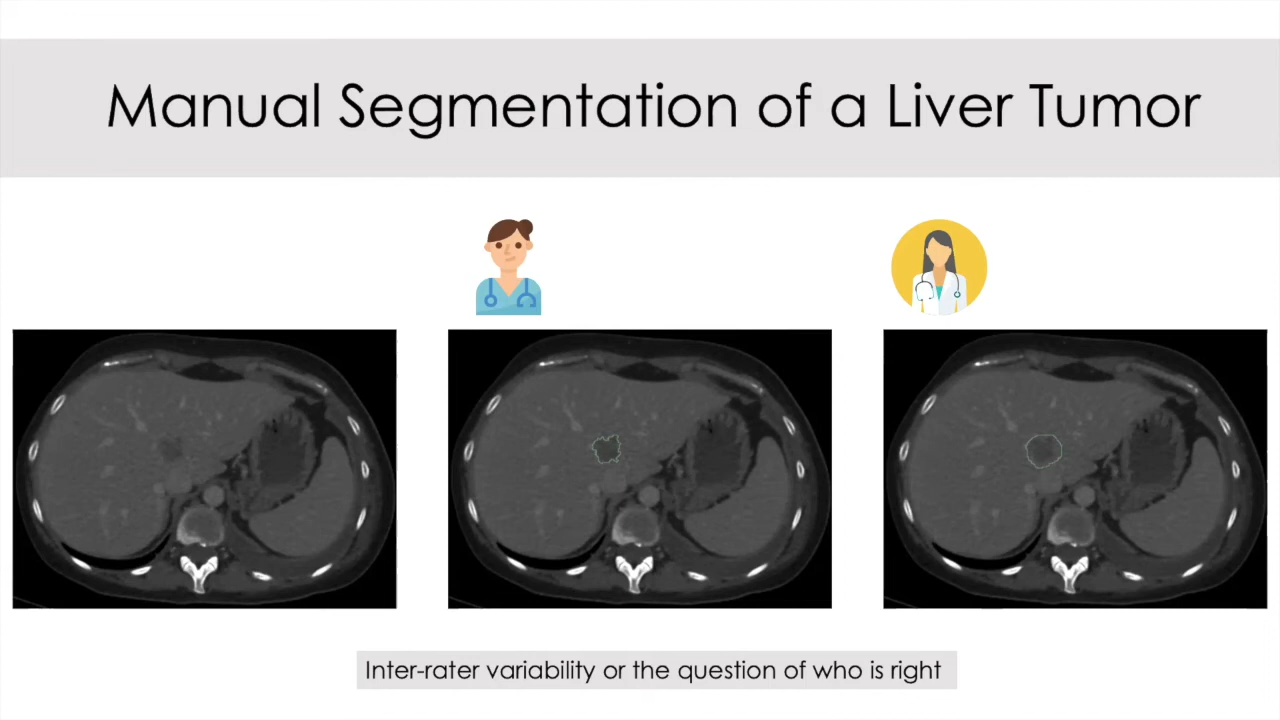 Manual Segmentation of a Liver Tumor
Inter-rater variability or the question of who is right